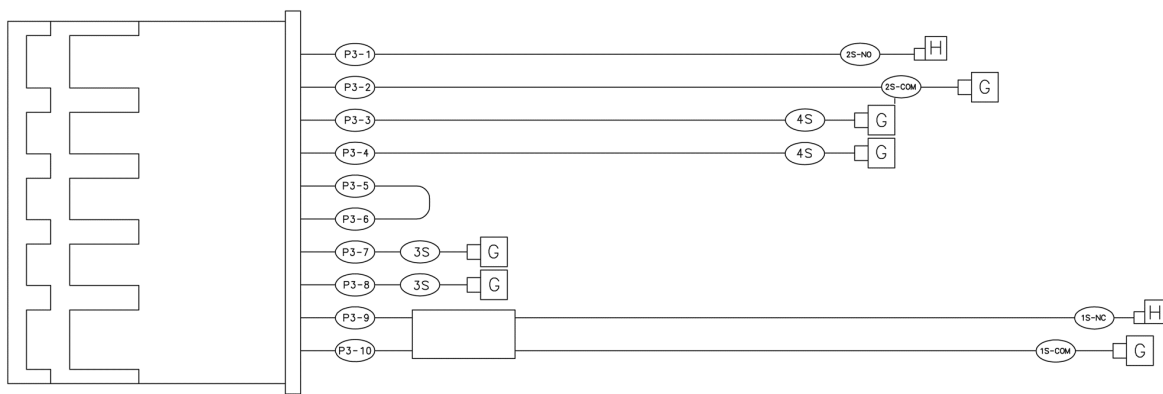 P3-1 2S-NO H
P3-2 2S-COM G
P3-3 4S G
P3-4 4S G
P3-5
P3-6
P3-7 3S G
P3-8 3S G
P3-9 1S-NC H
P3-10 1S-COM G